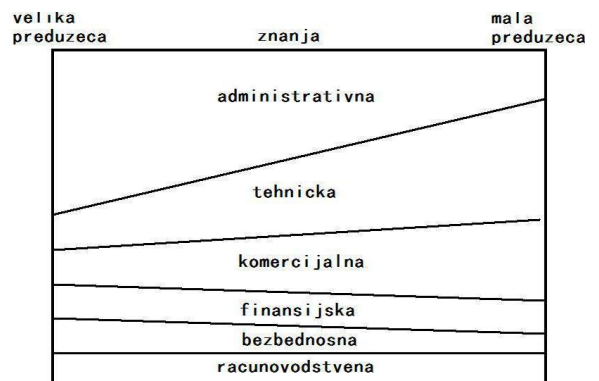 velika
preduzeca
znanja
mala
preduzeca
administrativna
tehnicka
komercijalna
finansijska
bezbednosna
racunovodstvena